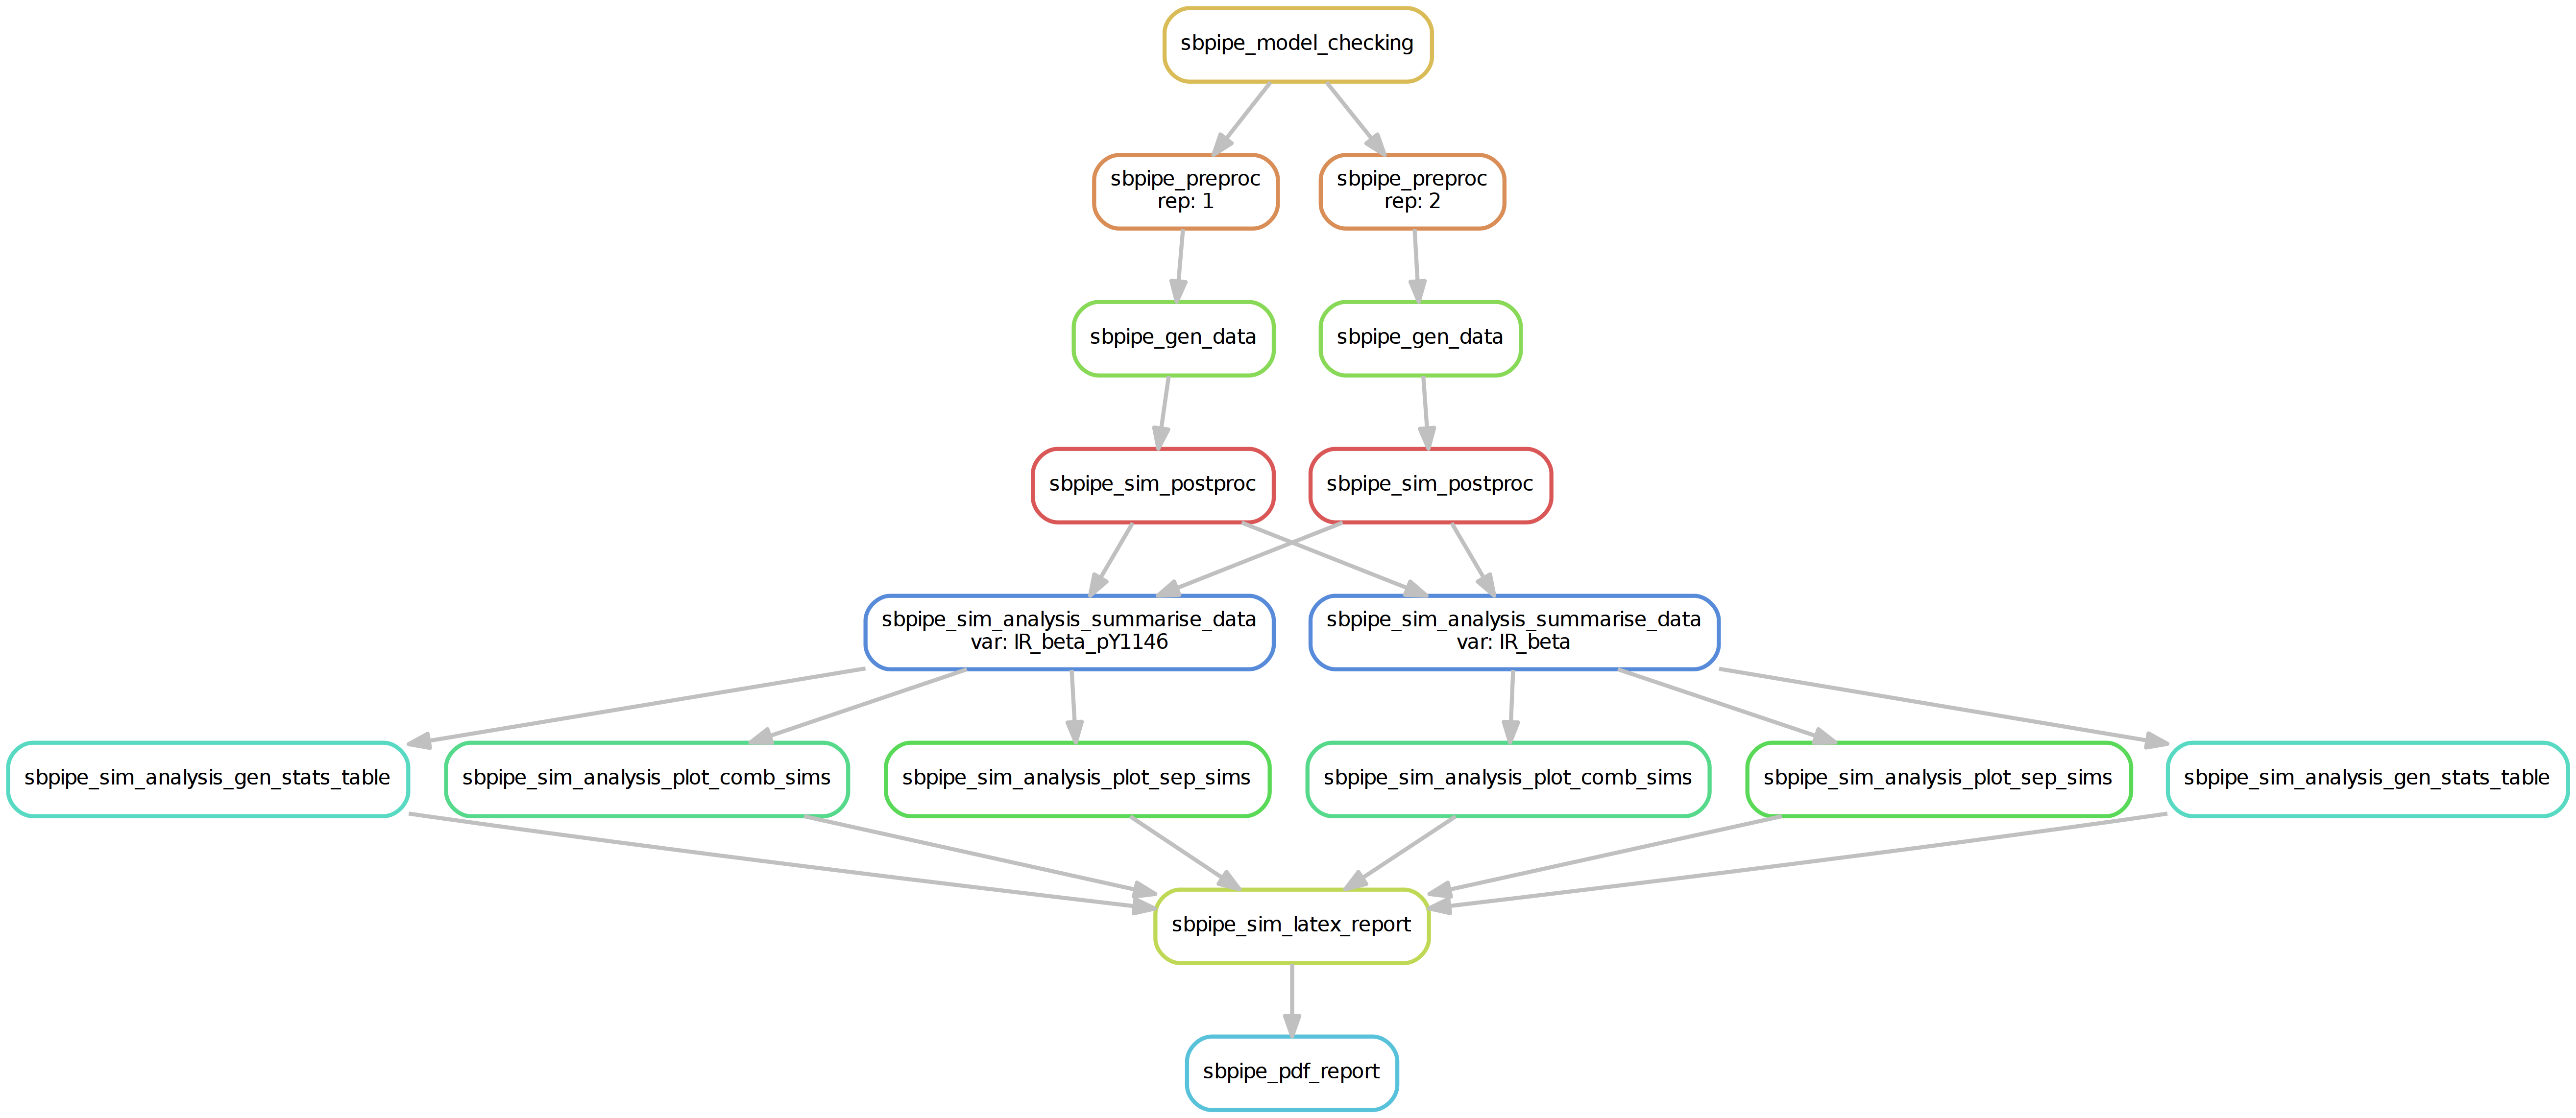 sbpipe_model_checking
sbpipe_preproc
rep: 1
sbpipe_preproc
rep: 2
sbpipe_gen_data
sbpipe_gen_data
sbpipe_sim_postproc
sbpipe_sim_postproc
sbpipe_sim_analysis_summarise_data
var: IR_beta_pY1146
sbpipe_sim_analysis_summarise_data
var: IR_beta
sbpipe_sim_analysis_gen_stats_table
sbpipe_sim_analysis_plot_comb_sims
sbpipe_sim_analysis_plot_sep_sims
sbpipe_sim_analysis_plot_comb_sims
sbpipe_sim_analysis_plot_sep_sims
sbpipe_sim_analysis_gen_stats_table
sbpipe_sim_latex_report
sbpipe_pdf_report